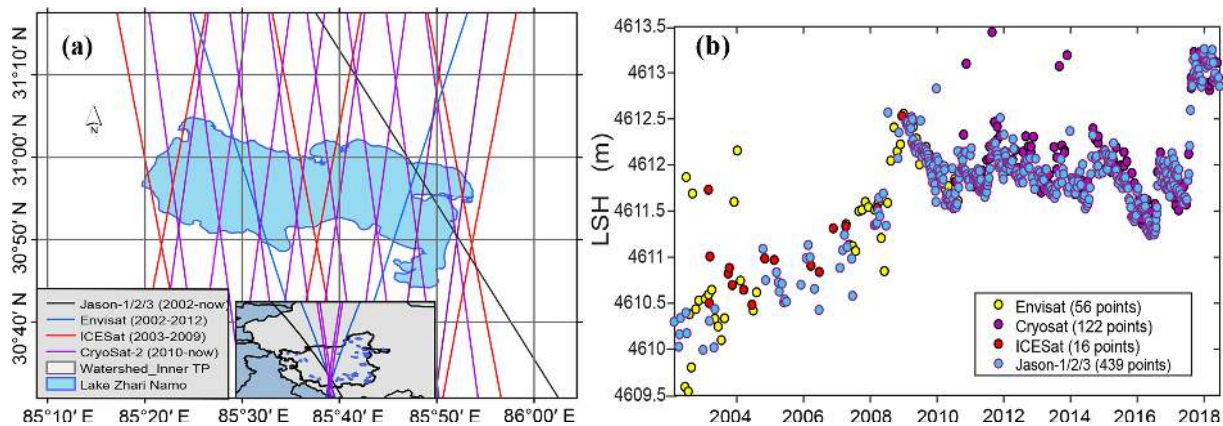 (a)
31°10' N
31°00' N
30°50' N
30°40' N
N
Jason-1/2/3 (2002-now)
Envisat (2002-2012)
ICESat (2003-2009)
CryoSat-2 (2010-now)
Watershed_Inner TP
Lake Zhari Namo
85°10' E
85°20' E
85°30' E
85°40' E
85°50' E
86°00' E
(b)
LSH (m)
4613.5
4613
4612.5
4612
4611.5
4611
4610.5
4610
4609.5
Envisat (56 points)
Cryosat (122 points)
ICESat (16 points)
Jason-1/2/3 (439 points)
2004
2006
2008
2010
2012
2014
2016
2018